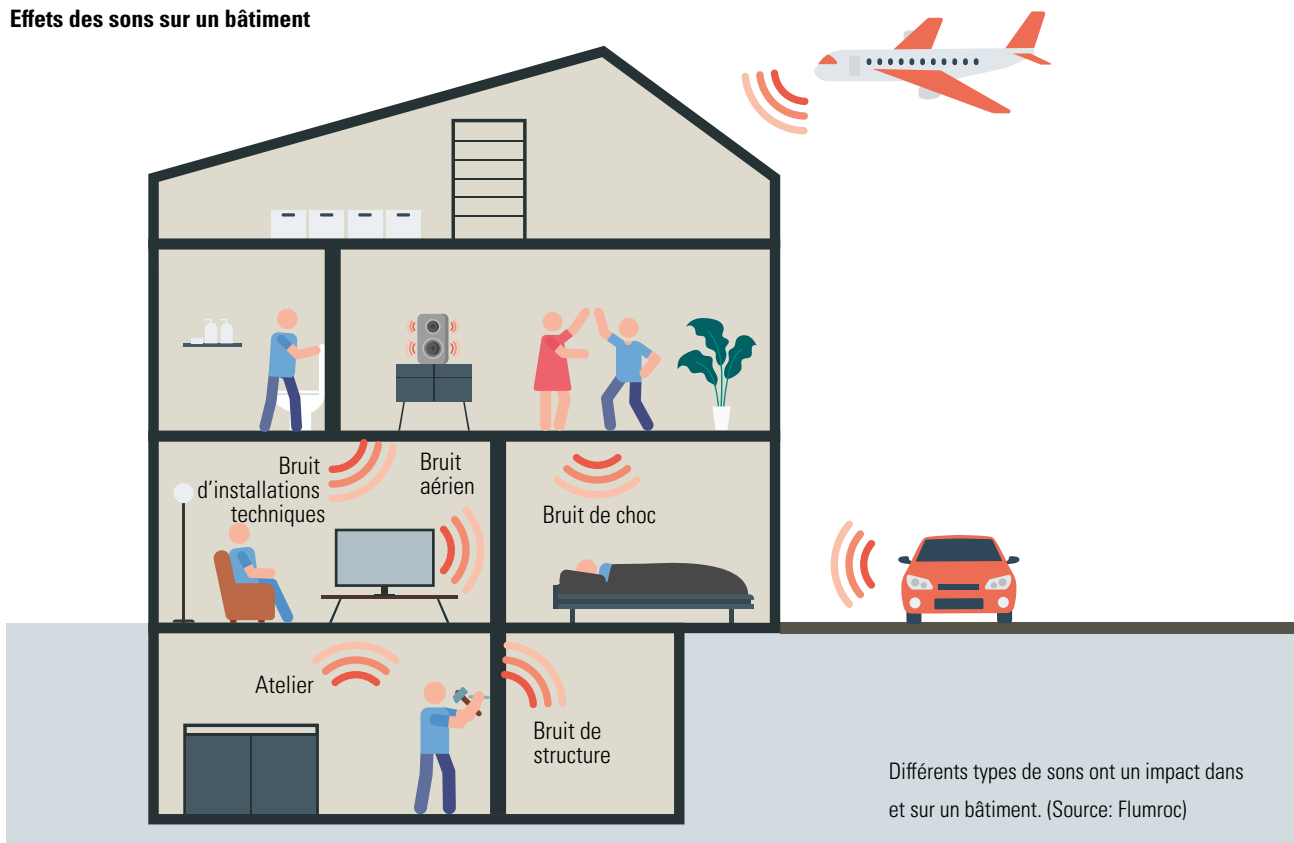 Effets des sons sur un bâtiment
Bruit
d’installations
techniques
Bruit
aérien
Bruit de choc
Atelier
Bruit de
structure
Différents types de sons ont un impact dans
et sur un bâtiment. (Source: Flumroc)